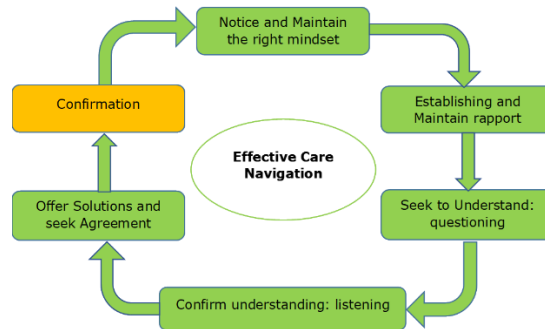 Notice and Maintain
the right mindset
Establishing and
Maintain rapport
Seek to Understand:
questioning
Confirm understanding: listening
Offer Solutions and
seek Agreement
Confirmation
Effective Care
Navigation